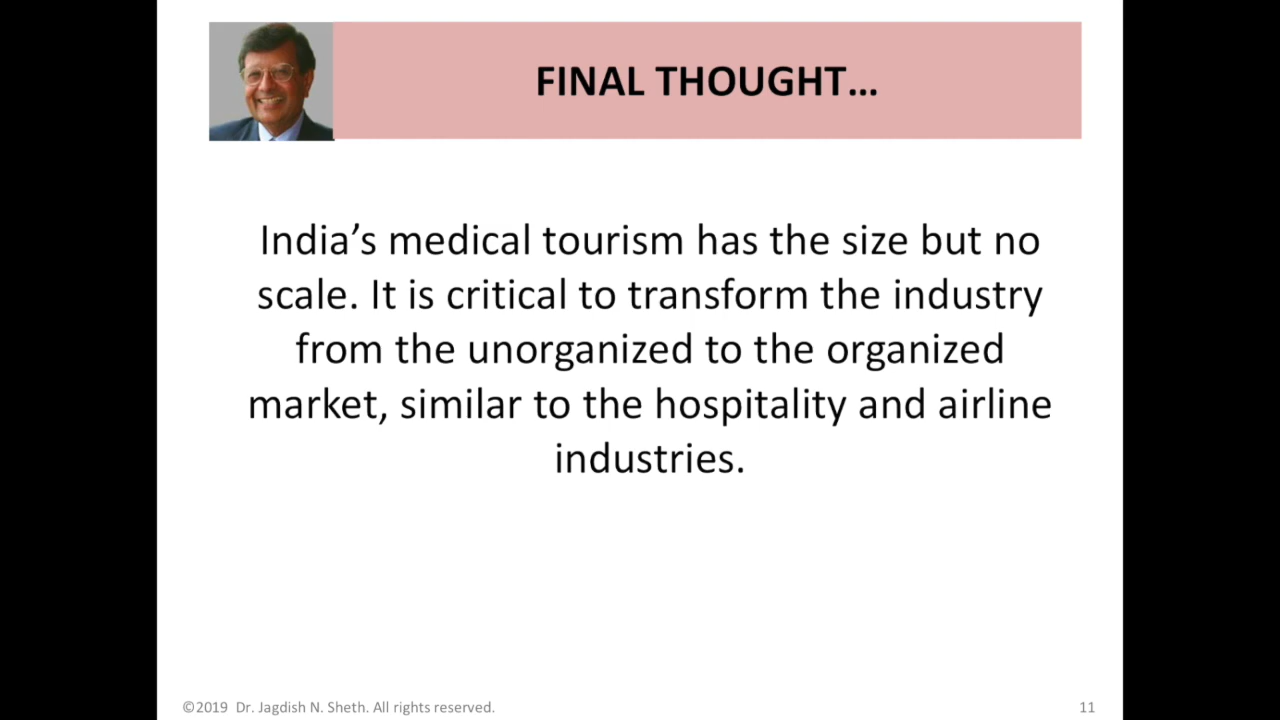 FINAL THOUGHT…
India’s medical tourism has the size but no
scale. It is critical to transform the industry
from the unorganized to the organized
market, similar to the hospitality and airline
industries.
©2019 Dr. Jagdish N. Sheth. All rights reserved.
11